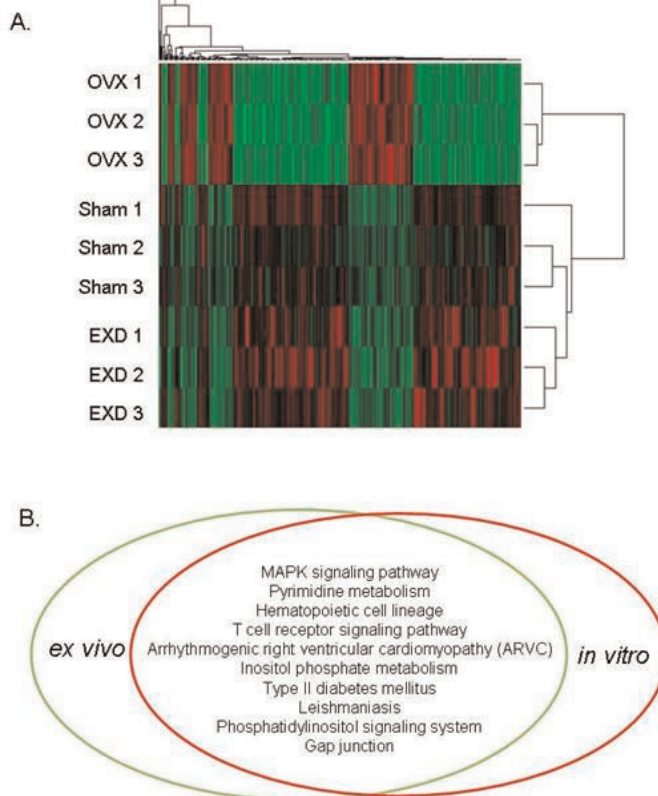 A.
OVX 1
OVX 2
OVX 3
Sham 1
Sham 2
Sham 3
EXD 1
EXD 2
EXD 3
B.
ex vivo
MAPK signaling pathway
Pyrimidine metabolism
Hematopoietic cell lineage
T cell receptor signaling pathway
Arrhythmogenic right ventricular cardiomyopathy (ARVC)
Inositol phosphate metabolism
Type II diabetes mellitus
Leishmaniasis
Phosphatidylinositol signaling system
Gap junction
in vitro